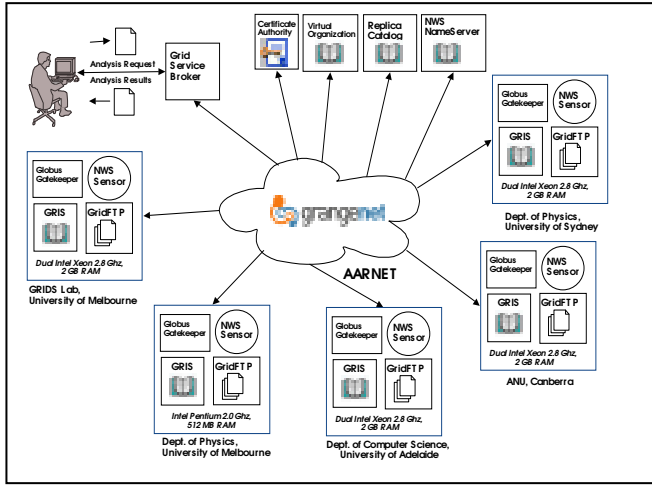 Analysis Request
Analysis Results
Grid
Service
Broker
Certificate
Authority
Virtual
Organization
Replica
Catalog
NWS
NameServer
Globus
Gatekeeper
NWS
Sensor
GRIS
GridFTP
Dual Intel Xeon 2.8 Ghz,
2 GB RAM
Dept. of Physics,
University of Sydney
Globus
Gatekeeper
NWS
Sensor
GRIS
GridFTP
Dual Intel Xeon 2.8 Ghz,
2 GB RAM
GRIDS Lab,
University of Melbourne
grangenet
AARNET
Globus
Gatekeeper
NWS
Sensor
GRIS
GridFTP
Dual Intel Xeon 2.8 Ghz,
2 GB RAM
ANU, Canberra
Globus
Gatekeeper
NWS
Sensor
GRIS
GridFTP
Intel Pentium 2.0 Ghz,
512 MB RAM
Dept. of Physics,
University of Melbourne
Globus
Gatekeeper
NWS
Sensor
GRIS
GridFTP
Dual Intel Xeon 2.8 Ghz,
2 GB RAM
Dept. of Computer Science,
University of Adelaide